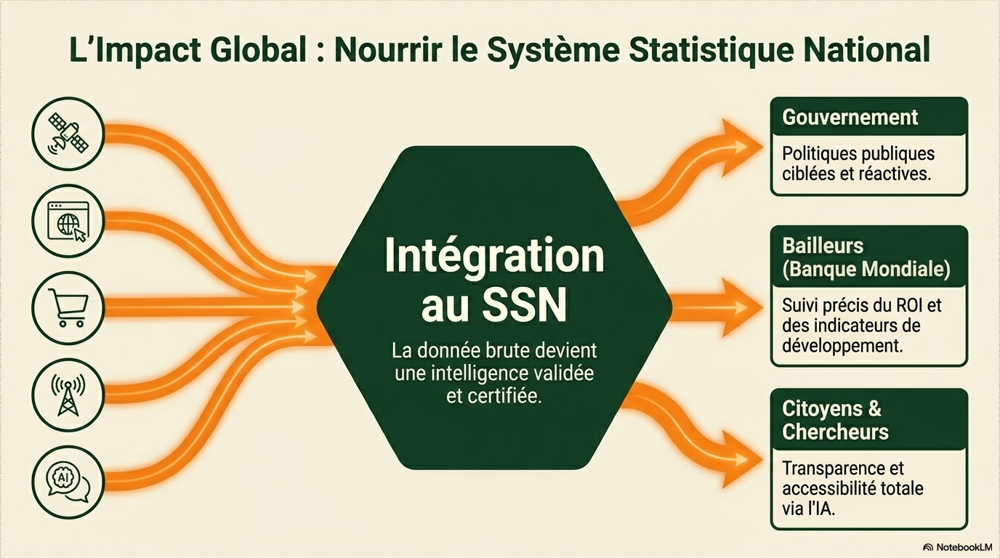 L’Impact Global : Nourrir le Système Statistique National
AI
Intégration
au SSN
La donnée brute devient
une intelligence validée
et certifiée.
Gouvernement
Politiques publiques
ciblées et réactives.
Bailleurs
(Banque Mondiale)
Suivi précis du ROI et
des indicateurs de
développement.
Citoyens &
Chercheurs
Transparence et
accessibilité totale
via l'IA.
NotebookLM